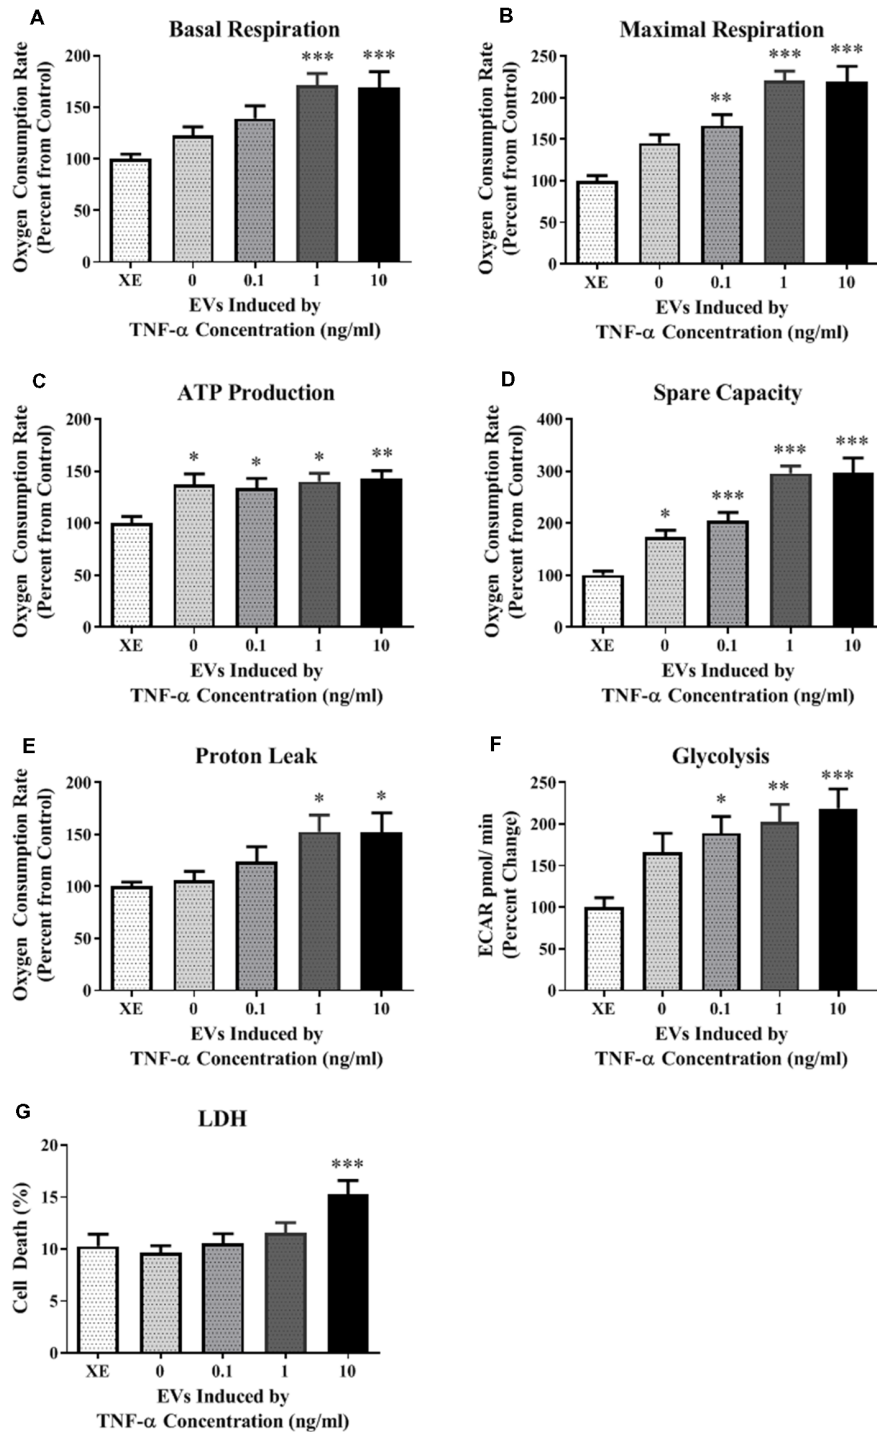 A
Basal Respiration
Oxygen Consumption Rate
(Percent from Control)
200
150
100
50
0
***
***
XE 0 0.1 1 10
EVs Induced by
TNF-α Concentration (ng/ml)
B
Maximal Respiration
Oxygen Consumption Rate
(Percent from Control)
250
200
150
100
50
0
**
***
***
XE 0 0.1 1 10
EVs Induced by
TNF-α Concentration (ng/ml)
C
ATP Production
Oxygen Consumption Rate
(Percent from Control)
200
150
100
50
0
*
*
*
**
XE 0 0.1 1 10
EVs Induced by
TNF-α Concentration (ng/ml)
D
Spare Capacity
Oxygen Consumption Rate
(Percent from Control)
400
300
200
100
0
*
***
***
***
XE 0 0.1 1 10
EVs Induced by
TNF-α Concentration (ng/ml)
E
Proton Leak
Oxygen Consumption Rate
(Percent from Control)
200
150
100
50
0
*
*
XE 0 0.1 1 10
EVs Induced by
TNF-α Concentration (ng/ml)
F
Glycolysis
ECAR pmol/ min
(Percent Change)
250
200
150
100
50
0
*
**
***
XE 0 0.1 1 10
EVs Induced by
TNF-α Concentration (ng/ml)
G
LDH
Cell Death (%)
20
15
10
5
0
***
XE 0 0.1 1 10
EVs Induced by
TNF-α Concentration (ng/ml)